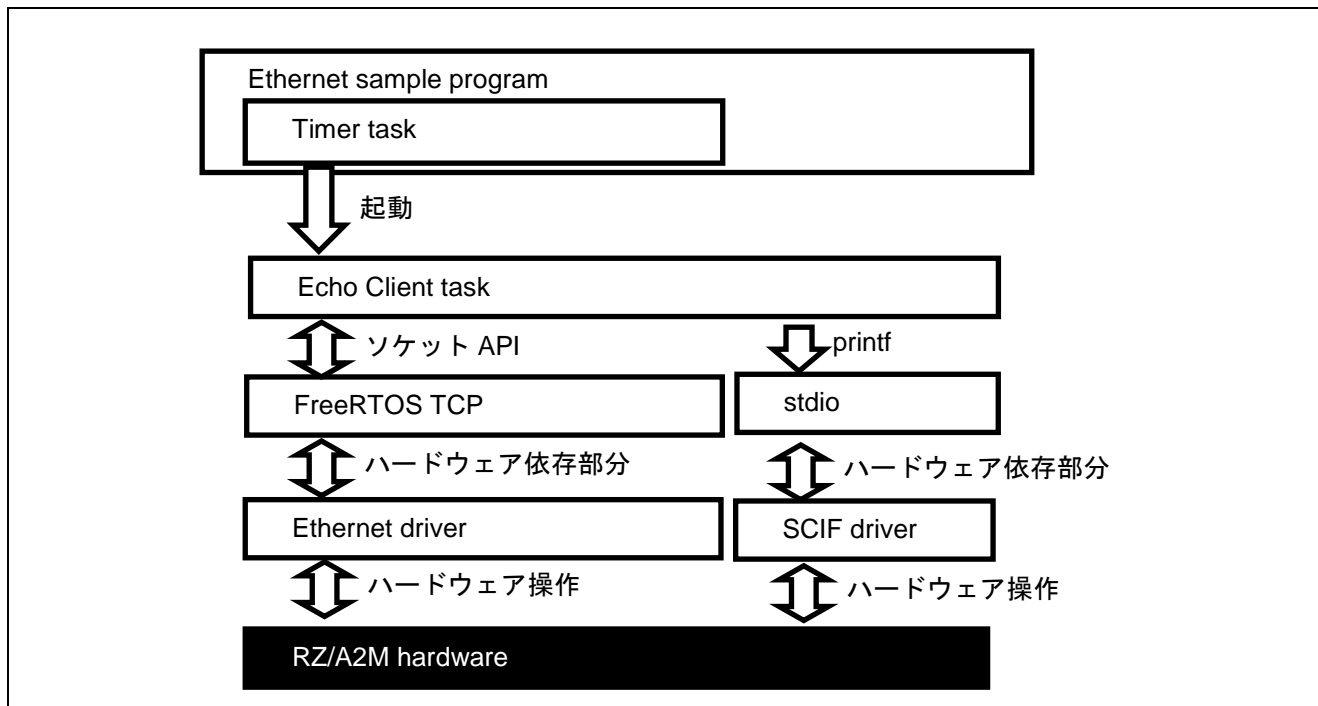 Ethernet sample program
Timer task
起動
Echo Client task
ソケット API
printf
FreeRTOS TCP
stdio
ハードウェア依存部分
ハードウェア依存部分
Ethernet driver
SCIF driver
ハードウェア操作
ハードウェア操作
RZ/A2M hardware